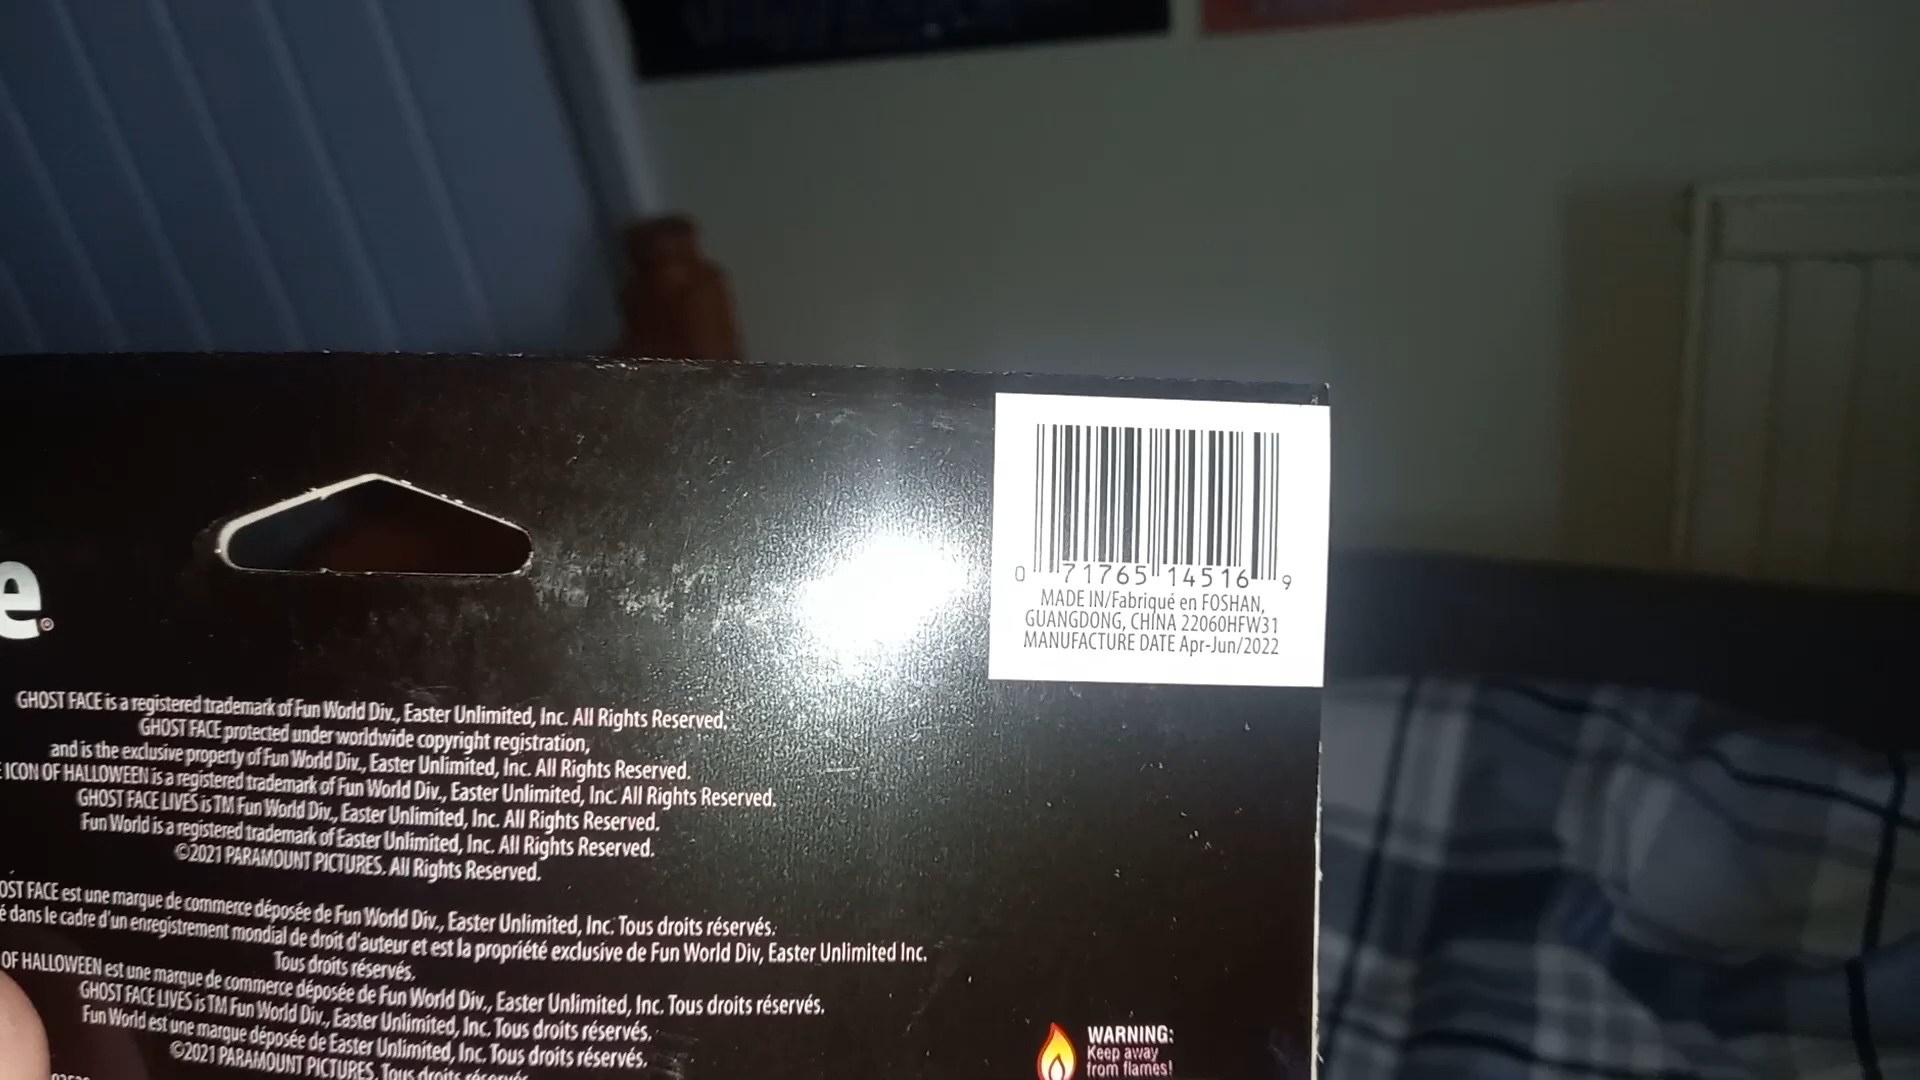 0 71765 14516 9
MADE IN/Fabriqué en FOSHAN,
GUANGDONG, CHINA 22060HFW31
MANUFACTURE DATE Apr-Jun/2022
e®
GHOST FACE is a registered trademark of Fun World Div., Easter Unlimited, Inc. All Rights Reserved.
GHOST FACE protected under worldwide copyright registration,
and is the exclusive property of Fun World Div., Easter Unlimited, Inc. All Rights Reserved.
ICON OF HALLOWEEN is a registered trademark of Fun World Div., Easter Unlimited, Inc. All Rights Reserved.
GHOST FACE LIVES is TM Fun World Div., Easter Unlimited, Inc. All Rights Reserved.
Fun World is a registered trademark of Easter Unlimited, Inc. All Rights Reserved.
©2021 PARAMOUNT PICTURES. All Rights Reserved.
OST FACE est une marque de commerce déposée de Fun World Div., Easter Unlimited, Inc. Tous droits réservés.
é dans le cadre d'un enregistrement mondial de droit d'auteur et est la propriété exclusive de Fun World Div, Easter Unlimited Inc.
Tous droits réservés.
OF HALLOWEEN est une marque de commerce déposée de Fun World Div., Easter Unlimited, Inc. Tous droits réservés.
GHOST FACE LIVES is TM Fun World Div., Easter Unlimited, Inc. Tous droits réservés.
Fun World est une marque déposée de Easter Unlimited, Inc. Tous droits réservés.
©2021 PARAMOUNT PICTURES. Tous droits réservés
WARNING:
Keep away
from flames!